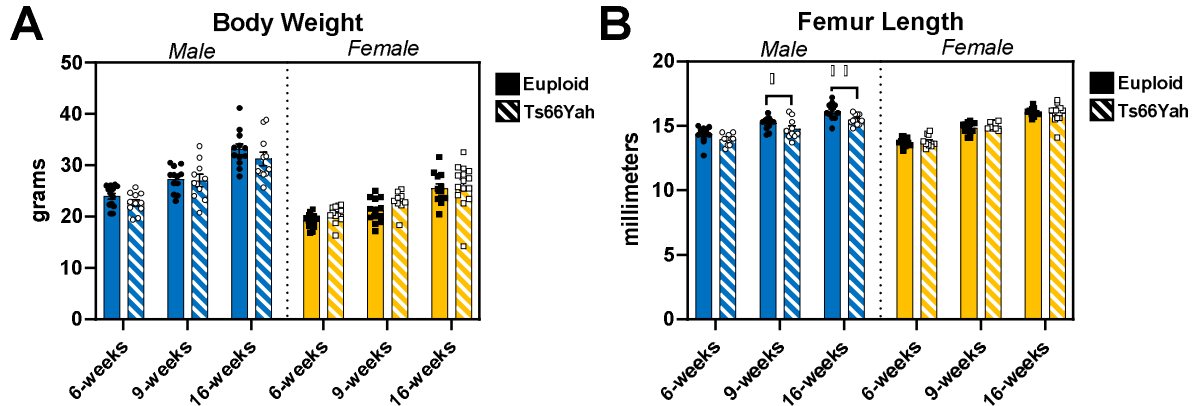 A
Body Weight
Male
Female
grams
50
40
30
20
10
0
6-weeks
9-weeks
16-weeks
6-weeks
9-weeks
16-weeks
Euploid
Ts66Yah
B
Femur Length
Male
Female
millimeters
20
15
10
5
0
6-weeks
9-weeks
16-weeks
6-weeks
9-weeks
16-weeks
Euploid
Ts66Yah